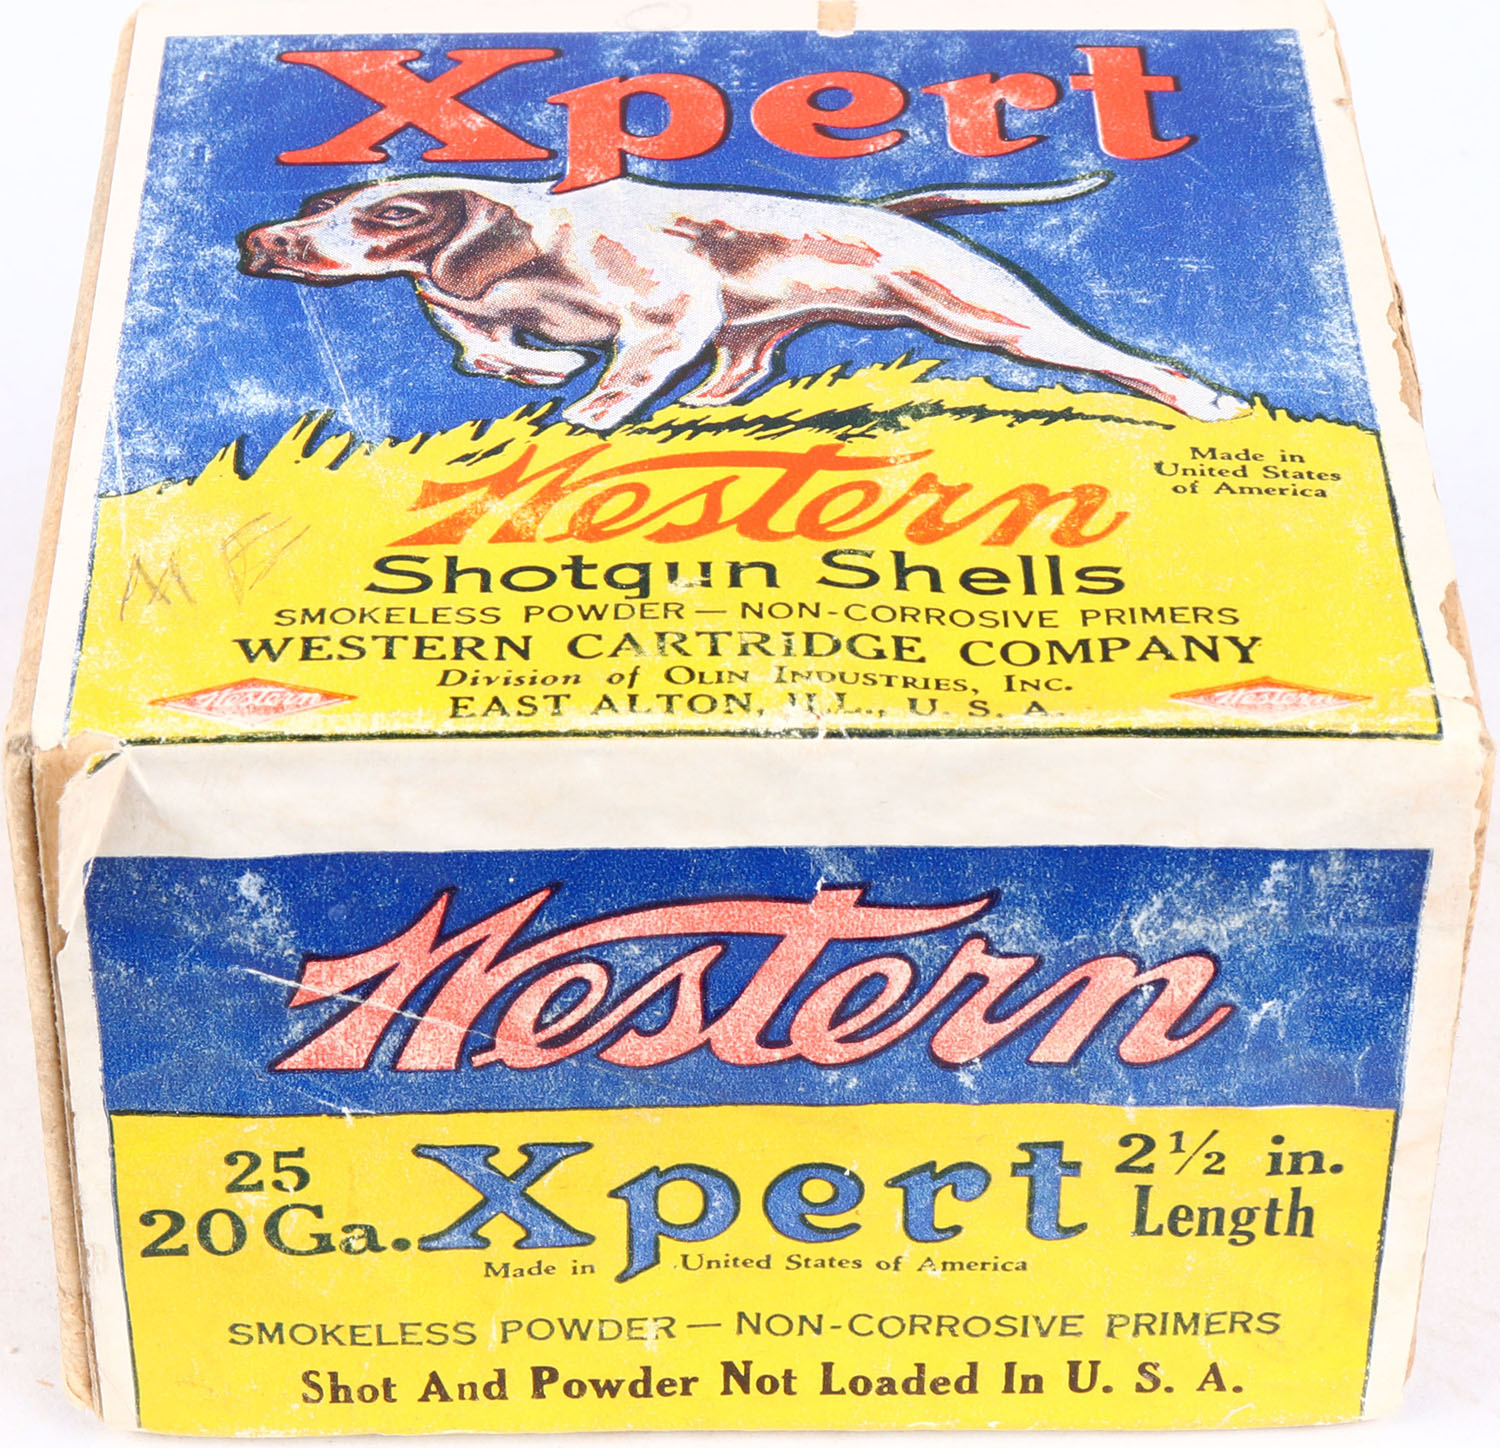 Xpert
Western
Made in
United States
of America
Shotgun Shells
SMOKELESS POWDER — NON-CORROSIVE PRIMERS
WESTERN CARTRIDGE COMPANY
Division of OLIN INDUSTRIES, INC.
EAST ALTON, ILL., U. S. A.
Western
Western
Western
25
20 Ga.
Xpert
2½ in.
Length
Made in United States of America
SMOKELESS POWDER — NON-CORROSIVE PRIMERS
Shot And Powder Not Loaded In U. S. A.